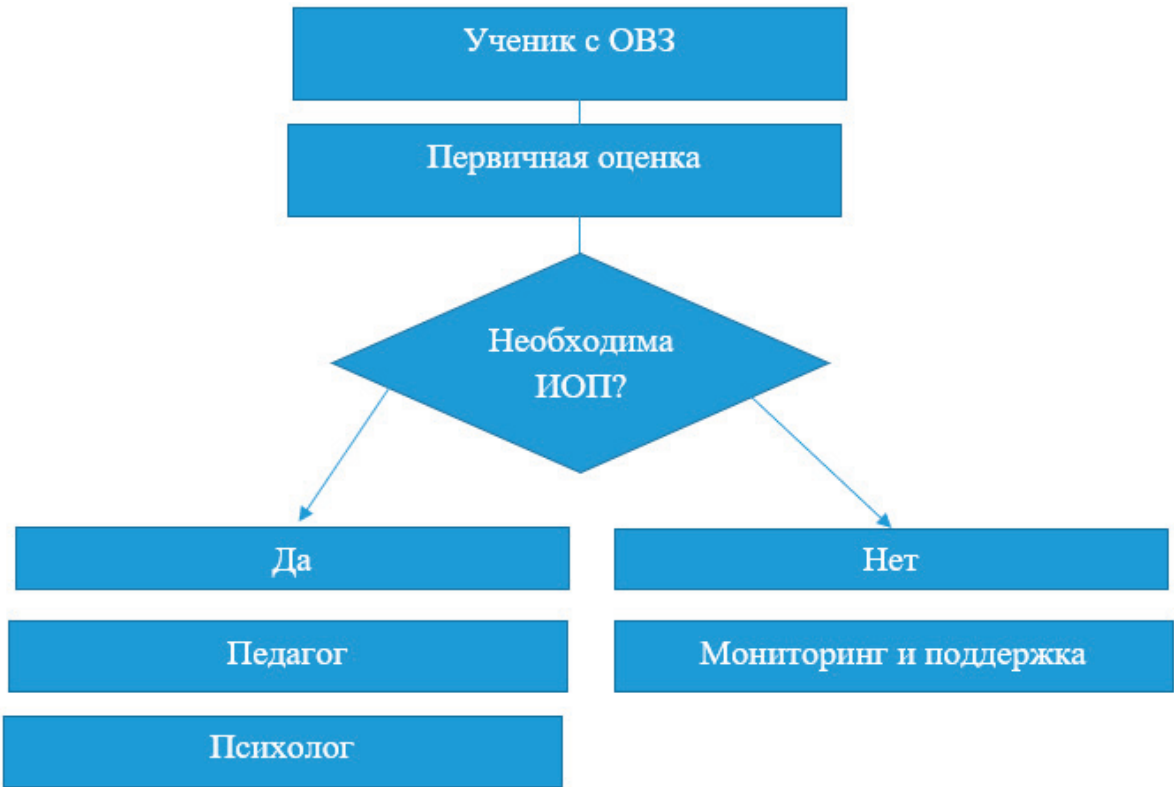 Ученик с ОВЗ
Первичная оценка
Необходима
ИОП?
Да
Нет
Педагог
Мониторинг и поддержка
Психолог